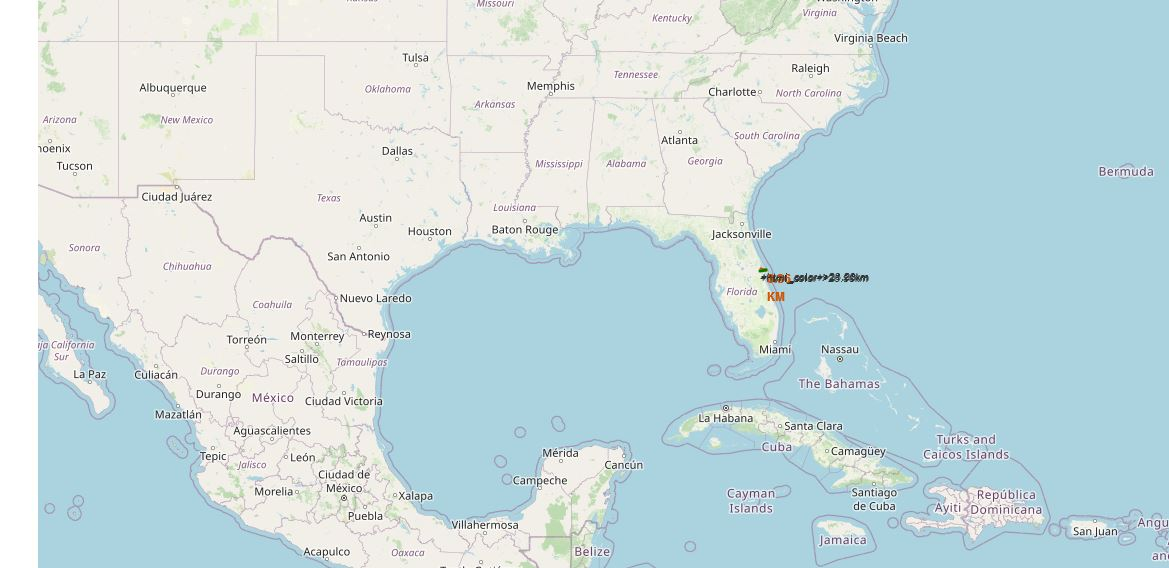 Missouri
Kentucky
Virginia
Virginia Beach
Tulsa
Raleigh
Albuquerque
Oklahoma
Memphis
Tennessee
Charlotte
North Carolina
Arizona
New Mexico
Arkansas
South Carolina
Dallas
Atlanta
Tucson
Mississippi
Alabama
Georgia
Bermuda
Ciudad Juárez
Texas
Louisiana
Austin
Houston
Baton Rouge
Jacksonville
Sonora
San Antonio
Chihuahua
Florida
KM
Coahuila
Nuevo Laredo
Torreón
Monterrey
Reynosa
Saltillo
Tamaulipas
Miami
Nassau
Sur
La Paz
Culiacán
Durango
The Bahamas
Durango
México
Ciudad Victoria
Mazatlán
La Habana
Santa Clara
Aguascalientes
Cuba
Camagüey
Turks and
Caicos Islands
Tepic
León
Jalisco
Mérida
Cancún
Ciudad de
México
Campeche
Morelia
Xalapa
Cayman
Islands
Santiago
de Cuba
Ayiti
República
Dominicana
Puebla
Villahermosa
San Juan
Acapulco
Oaxaca
Belize
Jamaica